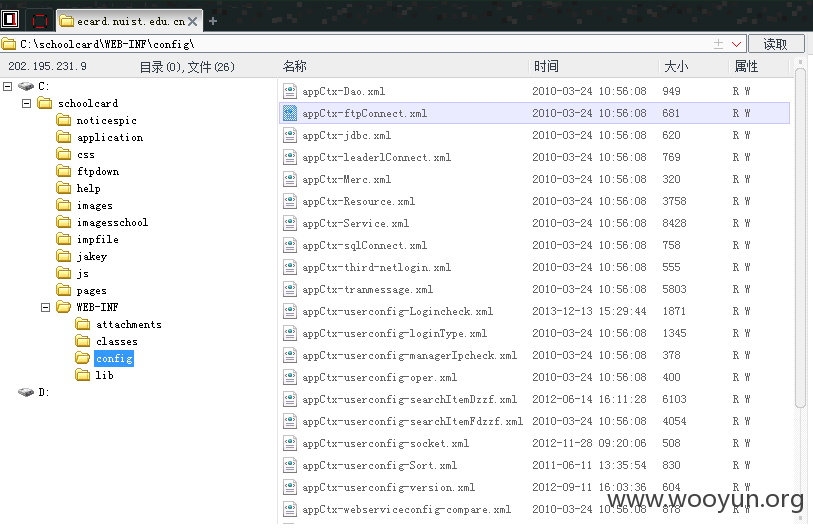 ecard.nuist.edu.cn
C:\schoolcard\WEB-INF\config\ 读取
202.195.231.9 目录(0),文件(26) 名称 时间 大小 属性
C:
schoolcard
noticespic
application
css
ftpdown
help
images
imagesschool
impfile
jakey
js
pages
WEB-INF
attachments
classes
config
lib
D:
appCtx-Dao.xml 2010-03-24 10:56:08 949 R W
appCtx-ftpConnect.xml 2010-03-24 10:56:08 681 R W
appCtx-jdbc.xml 2010-03-24 10:56:08 620 R W
appCtx-leaderlConnect.xml 2010-03-24 10:56:08 769 R W
appCtx-Merc.xml 2010-03-24 10:56:08 320 R W
appCtx-Resource.xml 2010-03-24 10:56:08 3758 R W
appCtx-Service.xml 2010-03-24 10:56:08 8428 R W
appCtx-sqlConnect.xml 2010-03-24 10:56:08 758 R W
appCtx-third-netlogin.xml 2010-03-24 10:56:08 555 R W
appCtx-tranmessage.xml 2010-03-24 10:56:08 5803 R W
appCtx-userconfig-Logincheck.xml 2013-12-13 15:29:44 1871 R W
appCtx-userconfig-loginType.xml 2010-03-24 10:56:08 1345 R W
appCtx-userconfig-managerIpcheck.xml 2010-03-24 10:56:08 378 R W
appCtx-userconfig-oper.xml 2010-03-24 10:56:08 400 R W
appCtx-userconfig-searchItemDzzf.xml 2012-06-14 16:11:28 6103 R W
appCtx-userconfig-searchItemFdzzf.xml 2010-03-24 10:56:08 4054 R W
appCtx-userconfig-socket.xml 2012-11-28 09:20:06 508 R W
appCtx-userconfig-Sort.xml 2011-06-11 13:35:54 830 R W
appCtx-userconfig-version.xml 2012-09-11 16:03:36 604 R W
appCtx-webserviceconfig-compare.xml 2010-03-24 10:56:08 878 R W
www.wooyun.org